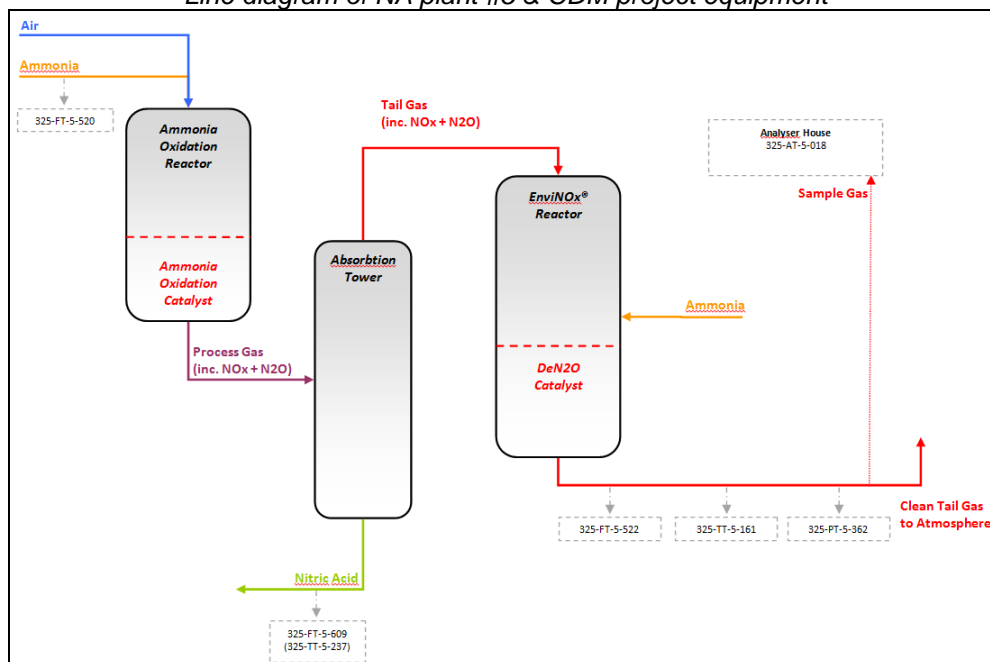 Line diagram of NA plant #5 & CDM project equipment
Air
Ammonia
325-FT-5-520
Ammonia
Oxidation
Reactor
Ammonia
Oxidation
Catalyst
Process Gas
(inc. NOx + N2O)
Tail Gas
(inc. NOx + N2O)
Absorbtion
Tower
EnviNOx®
Reactor
DeN2O
Catalyst
Ammonia
Analyser House
325-AT-5-018
Sample Gas
Clean Tail Gas
to Atmosphere
325-FT-5-522
325-TT-5-161
325-PT-5-362
Nitric Acid
325-FT-5-609
(325-TT-5-237)